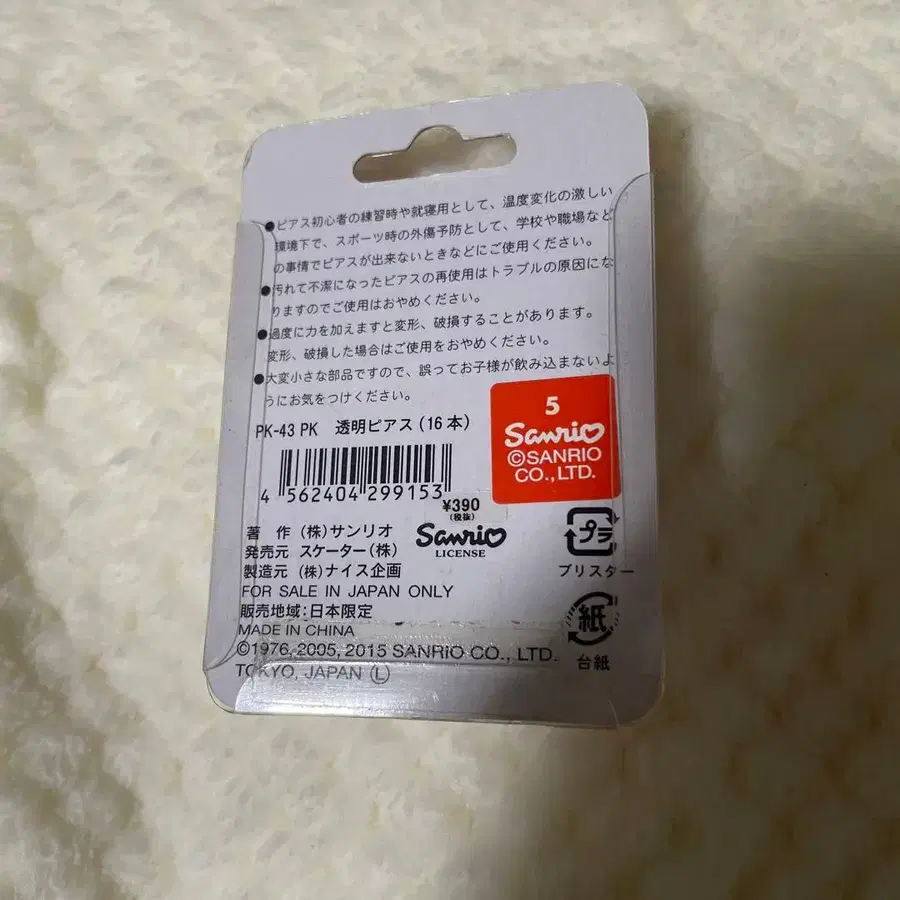 ●ピアス初心者の練習時や就寝用として、温度変化の激しい
環境下で、スポーツ時の外傷予防として、学校や職場など
の事情でピアスが出来ないときなどにご使用ください。
●汚れて不潔になったピアスの再使用はトラブルの原因にな
りますのでご使用はおやめください。
●過度に力を加えますと変形、破損することがあります。
変形、破損した場合はご使用をおやめください。
●大変小さな部品ですので、誤ってお子様が飲み込まないよ
うにお気をつけください。
PK-43 PK 透明ピアス(16本)
5
Sanrio
©SANRIO
CO.,LTD.
4 562404 299153
¥390
(税抜)
著 作 (株)サンリオ
発売元 スケーター(株)
製造元 (株)ナイス企画
Sanrio
LICENSE
プラ
ブリスター
FOR SALE IN JAPAN ONLY
販売地域:日本限定
MADE IN CHINA
©1976, 2005, 2015 SANRIO CO., LTD.
TOKYO, JAPAN Ⓛ
紙
台紙